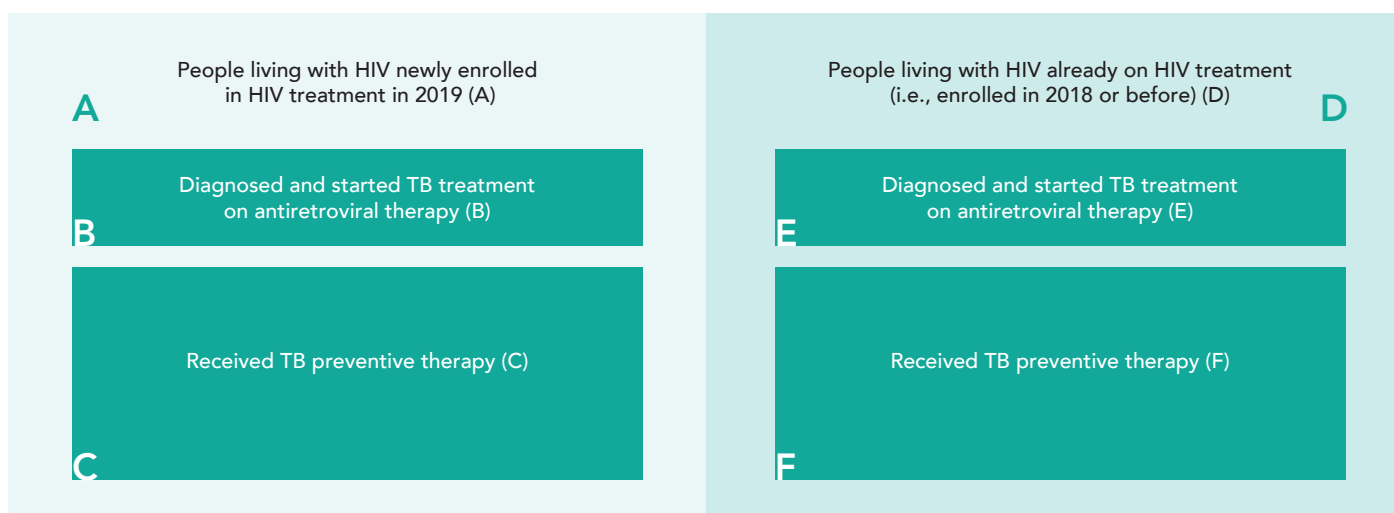 People living with HIV newly enrolled
in HIV treatment in 2019 (A)
A
Diagnosed and started TB treatment
on antiretroviral therapy (B)
B
Received TB preventive therapy (C)
C
People living with HIV already on HIV treatment
(i.e., enrolled in 2018 or before) (D)
D
Diagnosed and started TB treatment
on antiretroviral therapy (E)
E
Received TB preventive therapy (F)
F